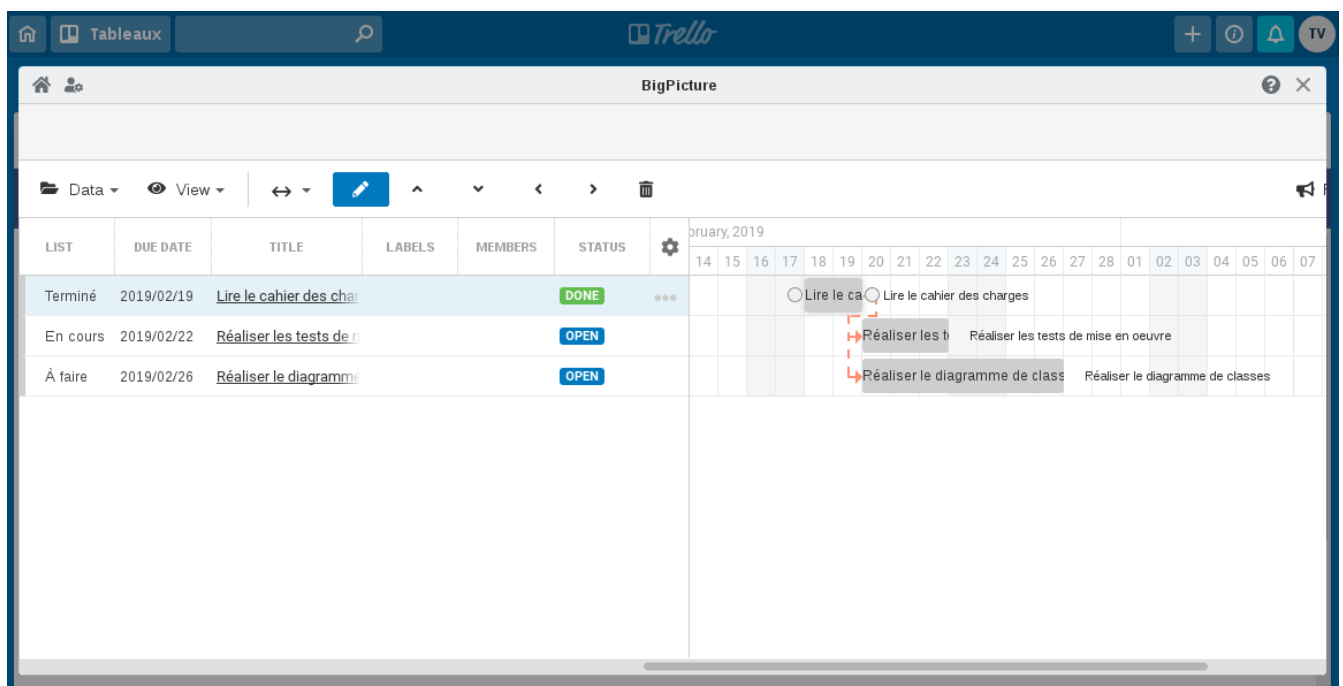 Tableaux
Trello
TV
BigPicture
Data
View
LIST DUE DATE TITLE LABELS MEMBERS STATUS
bruary, 2019
14 15 16 17 18 19 20 21 22 23 24 25 26 27 28 01 02 03 04 05 06 07
Terminé 2019/02/19 Lire le cahier des char DONE Lire le ca Lire le cahier des charges
En cours 2019/02/22 Réaliser les tests de OPEN Réaliser les t Réaliser les tests de mise en oeuvre
À faire 2019/02/26 Réaliser le diagramme OPEN Réaliser le diagramme de class Réaliser le diagramme de classes